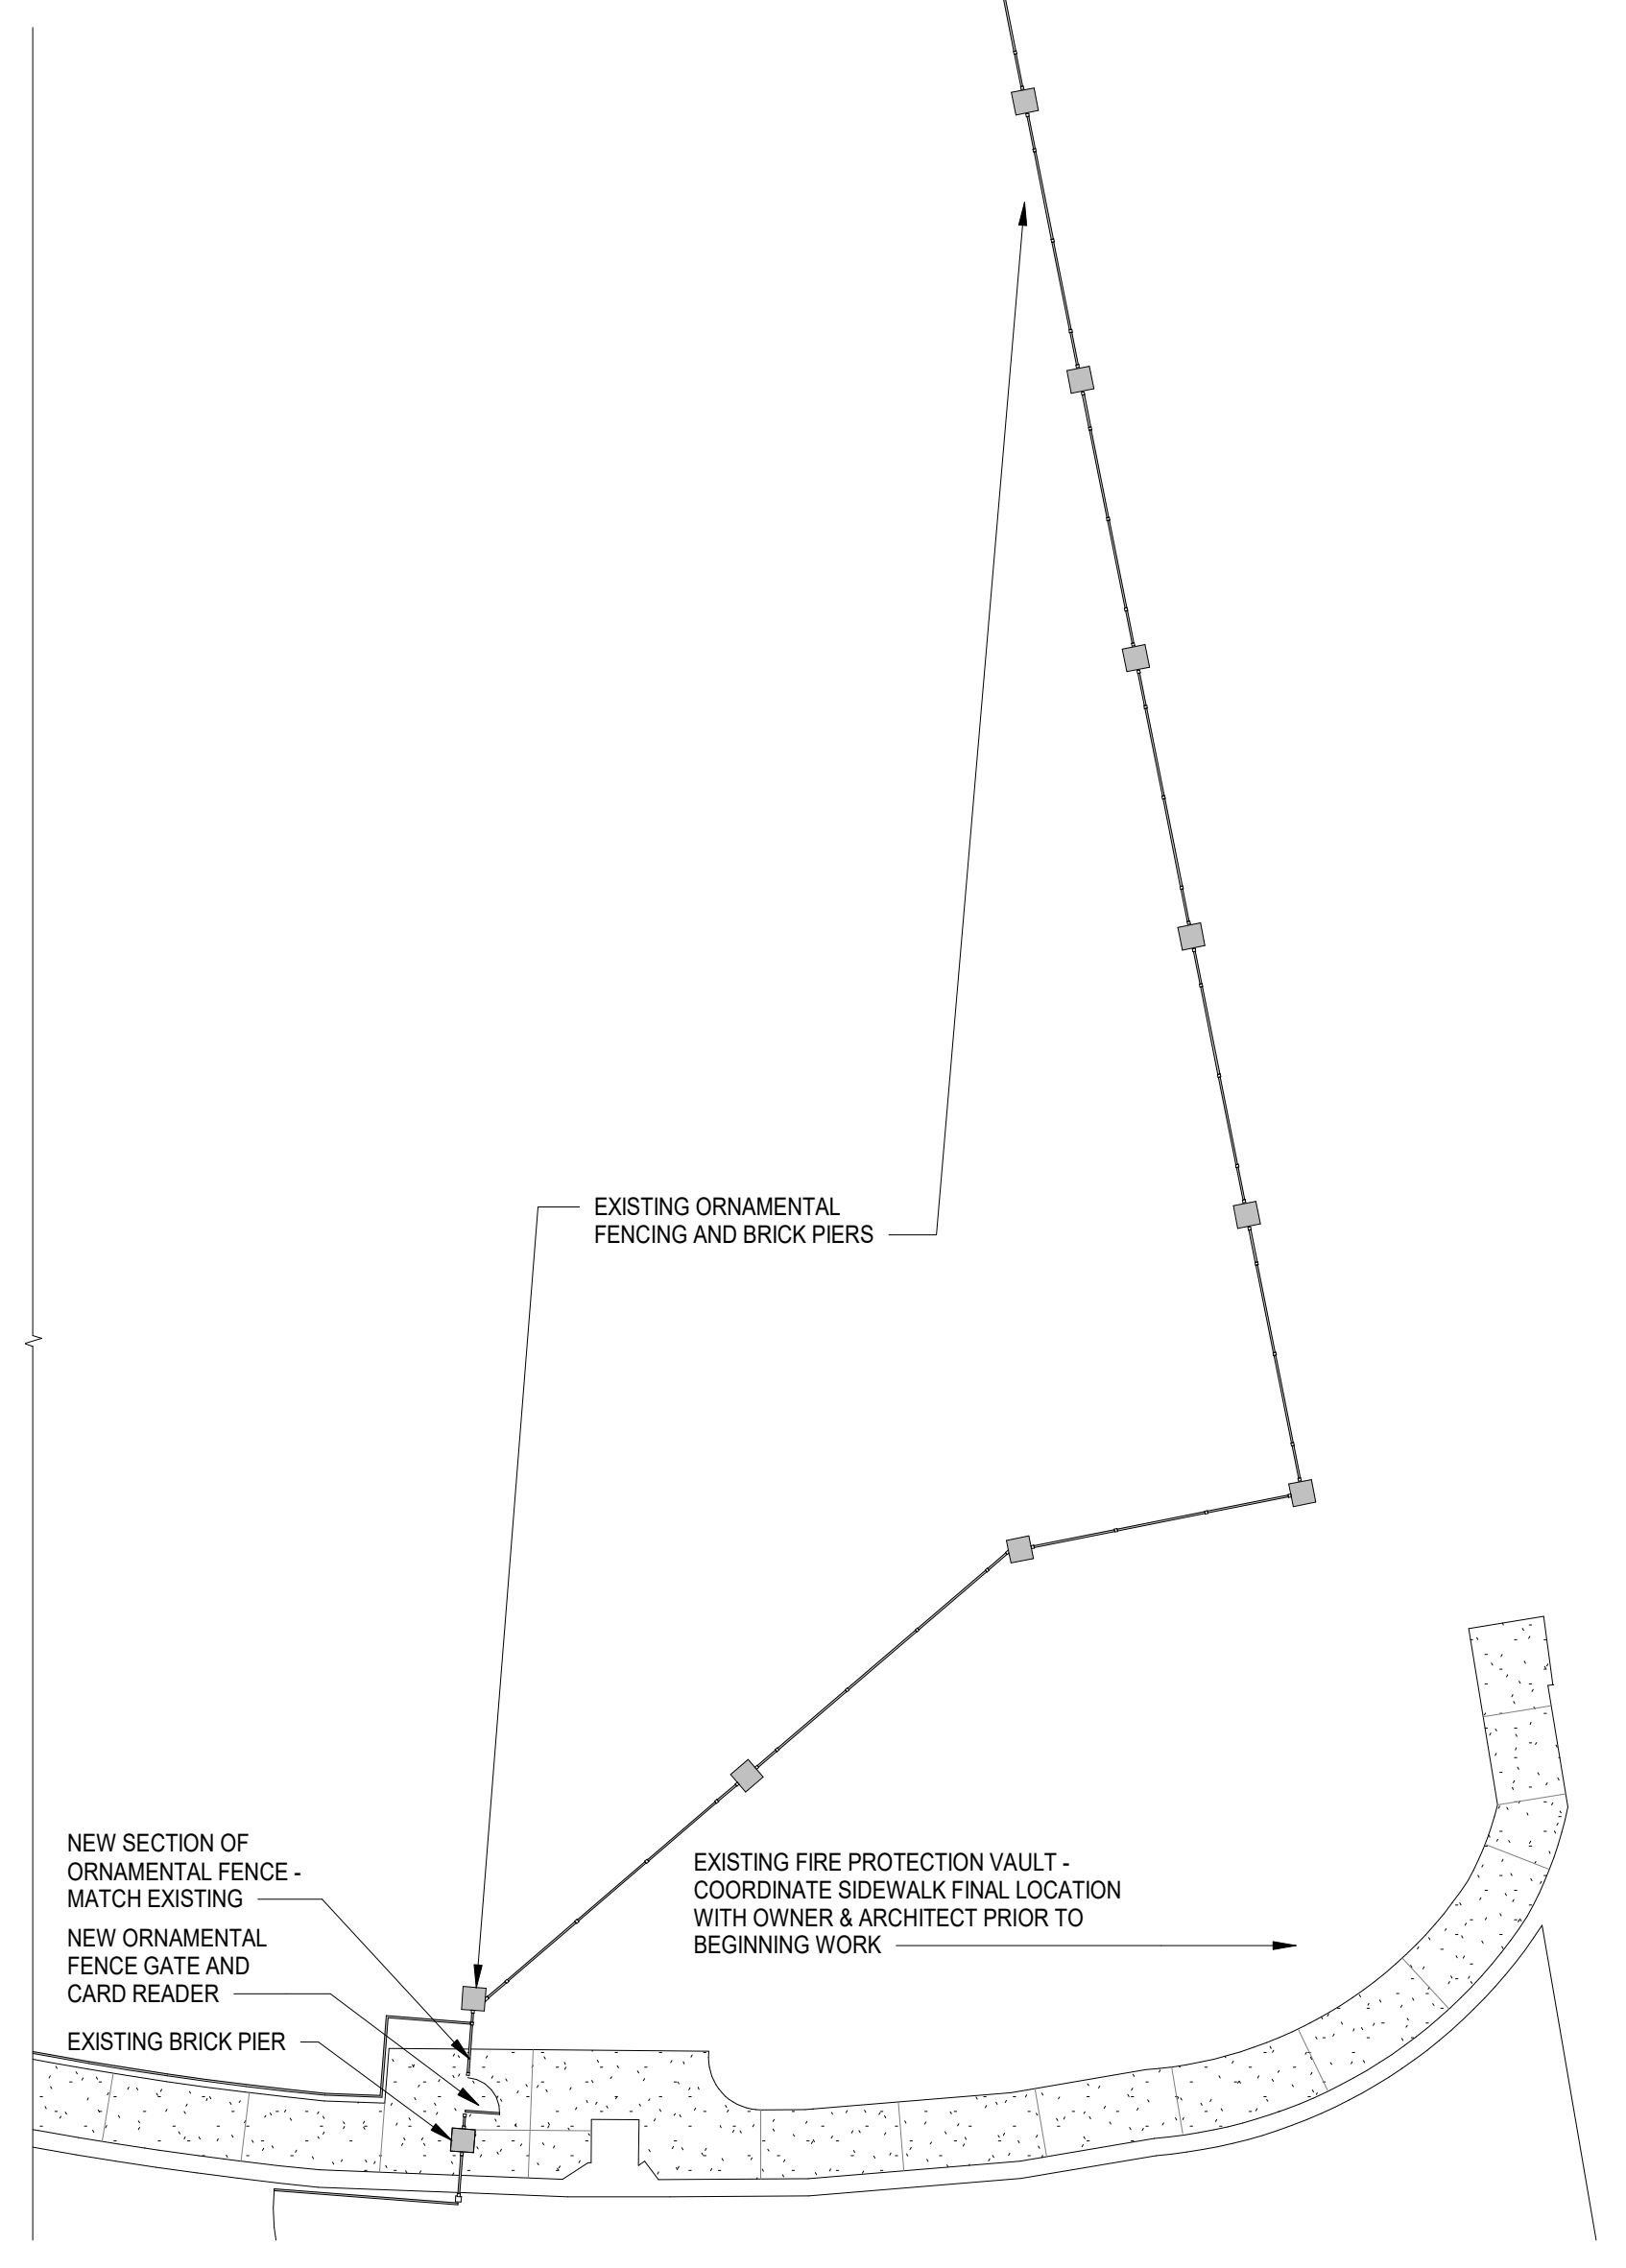 EXISTING ORNAMENTAL
FENCING AND BRICK PIERS
NEW SECTION OF
ORNAMENTAL FENCE -
MATCH EXISTING
NEW ORNAMENTAL
FENCE GATE AND
CARD READER
EXISTING BRICK PIER
EXISTING FIRE PROTECTION VAULT -
COORDINATE SIDEWALK FINAL LOCATION
WITH OWNER & ARCHITECT PRIOR TO
BEGINNING WORK